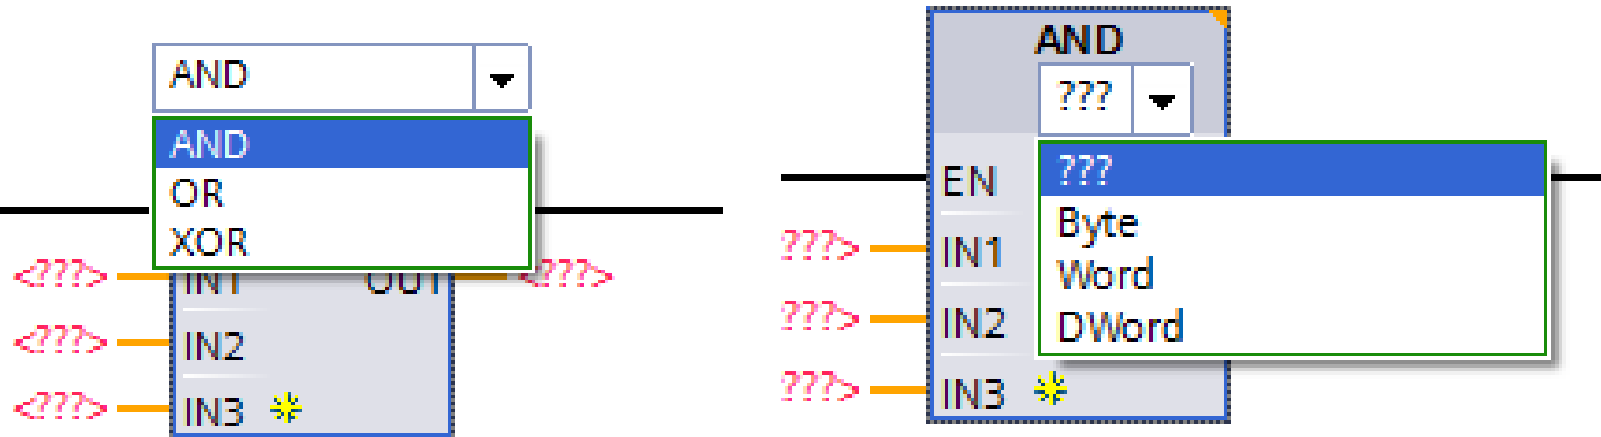 AND
AND
OR
XOR
<???> IN1 OUT <???>
<???> IN2
<???> IN3
AND
???
???
EN
Byte
???> IN1
Word
???> IN2
DWord
???> IN3